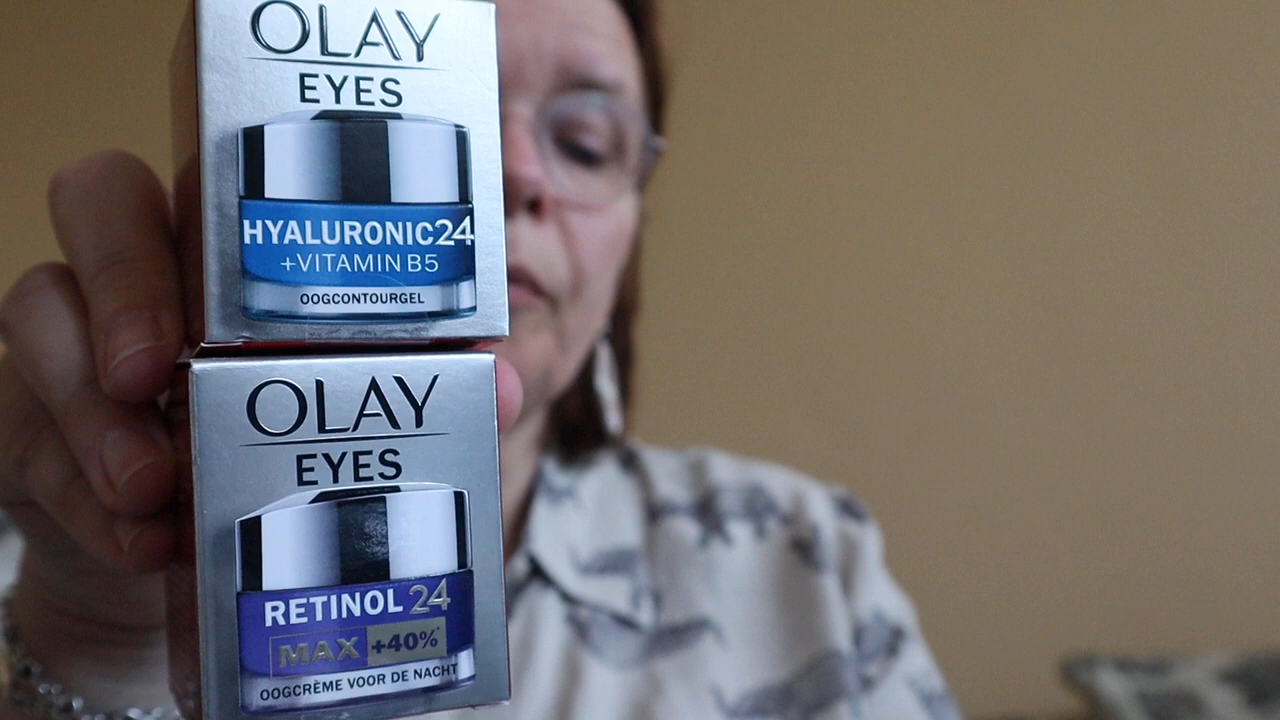 OLAY
EYES
HYALURONIC24
+VITAMIN B5
OOGCONTOURGEL
OLAY
EYES
RETINOL 24
MAX +40%*
OOGCRÈME VOOR DE NACHT